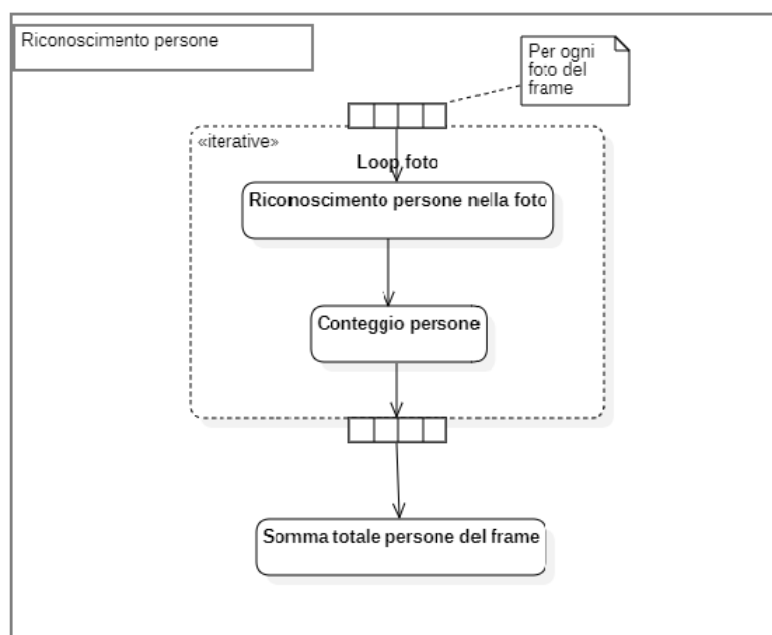 Riconoscimento persone
Per ogni
foto del
frame
«iterative»
Loop foto
Riconoscimento persone nella foto
Conteggio persone
Somma totale persone del frame